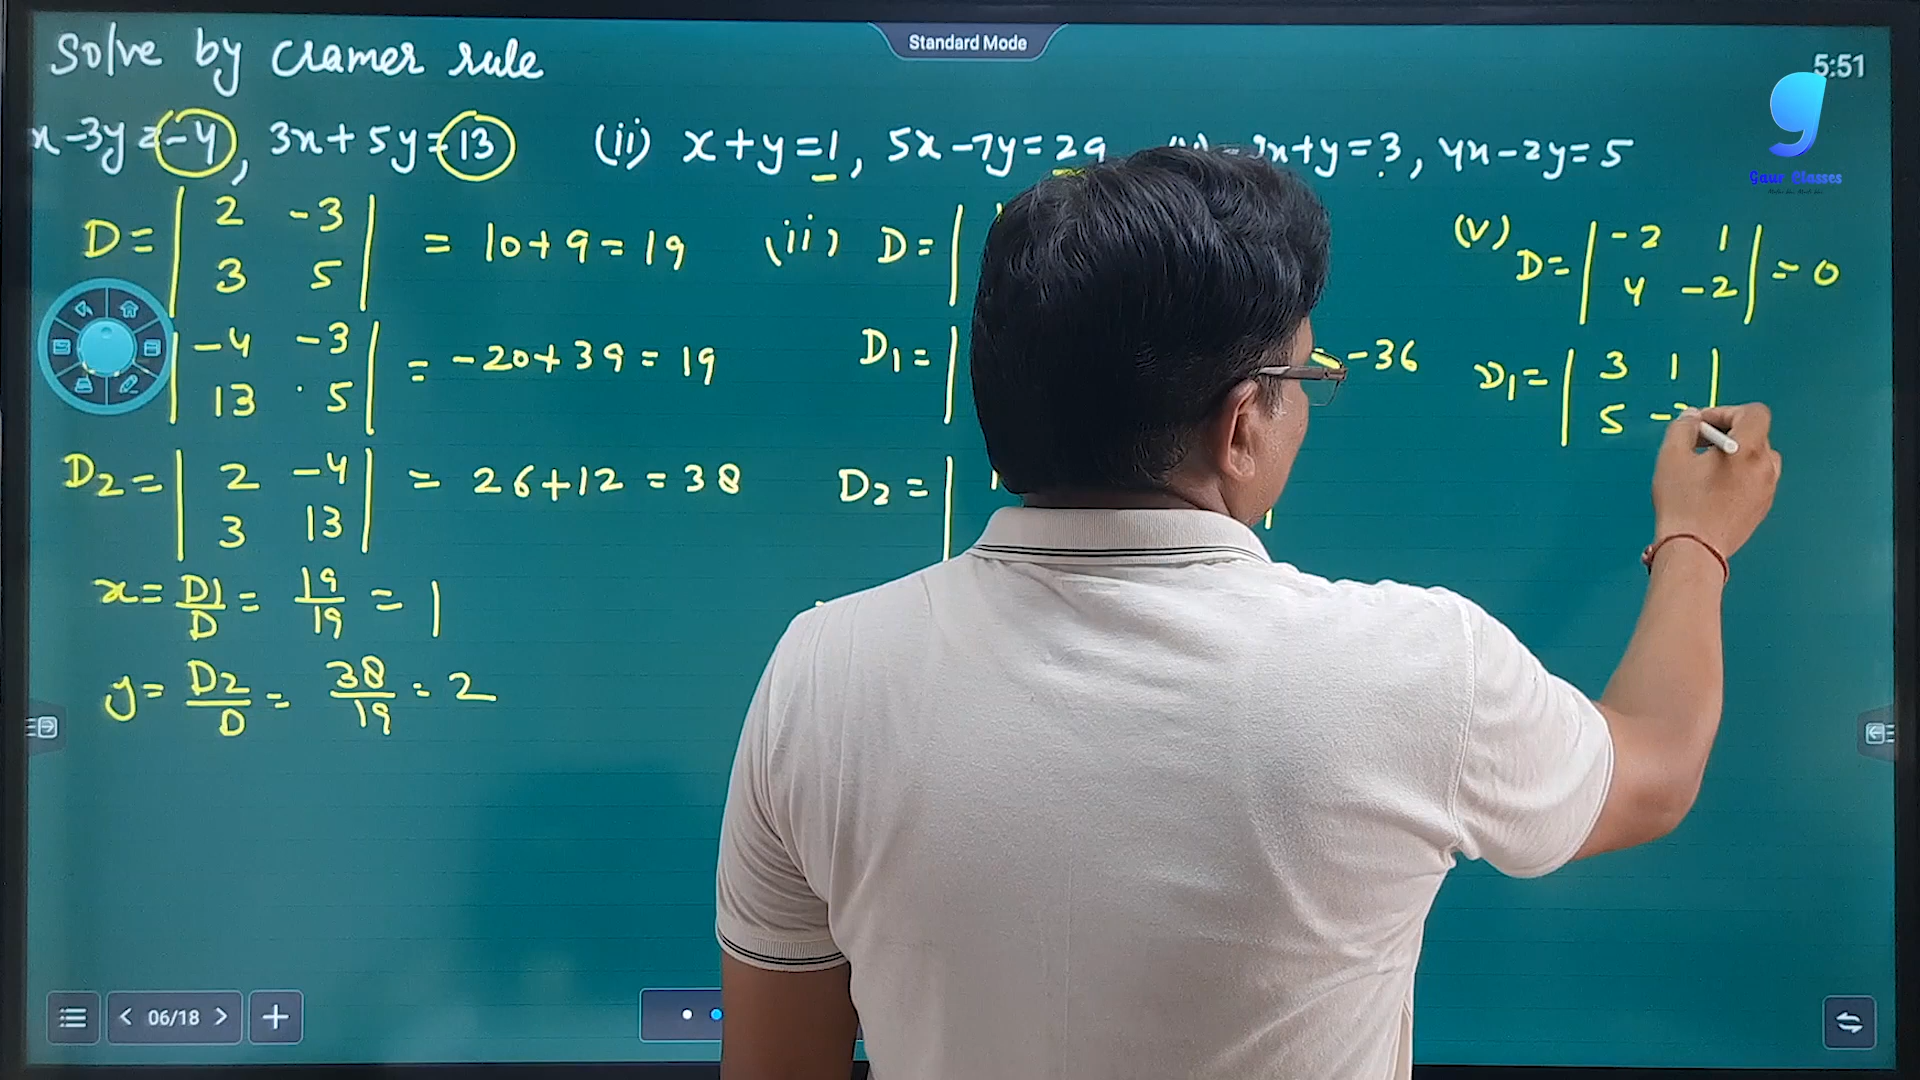 Solve by Cramer rule
Standard Mode
5:51
x-3y=-4, 3x+5y=13 (ii) x+y=1, 5x-7y=29 x+y=3, 4x-2y=5
Gaur Classes
D= | 2 -3 | = 10+9=19
| 3 5 |
(ii) D= |
(v) D= | -2 1 | = 0
| 4 -2 |
| -4 -3 | = -20+39=19
| 13 5 |
D1= |
-36
D1= | 3 1 |
| 5
D2= | 2 -4 | = 26+12=38
| 3 13 |
D2= |
x= D1/D = 19/19 = 1
y= D2/D = 38/19 = 2
06/18